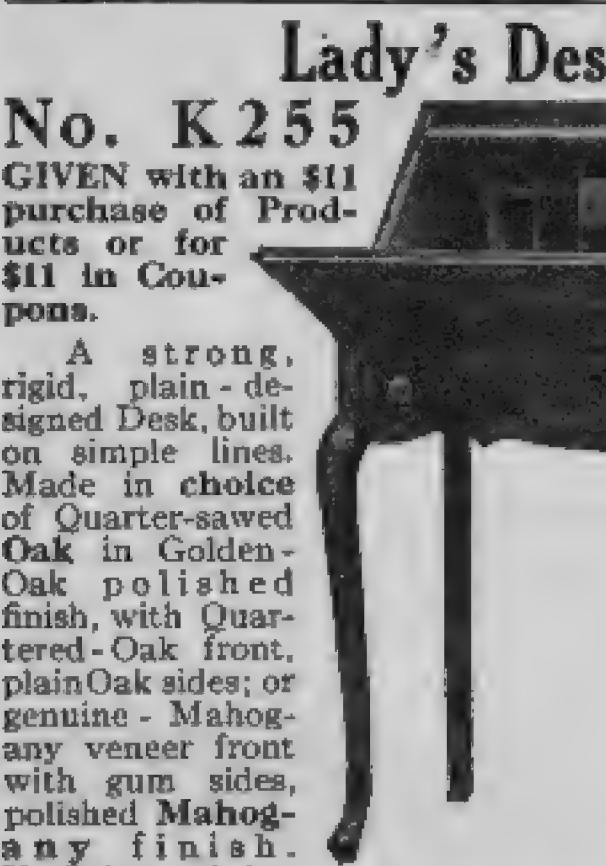 Lady's Des
No. K255
GIVEN with an $11
purchase of Prod-
ucts or for
$11 in Cou-
pons.
A strong,
rigid, plain-de-
signed Desk, built
on simple lines.
Made in choice
of Quarter-sawed
Oak in Golden-
Oak polished
finish, with Quar-
tered-Oak front,
plain Oak sides; or
genuine-Mahog-
any veneer front
with gum sides,
polished Mahog-
any finish.